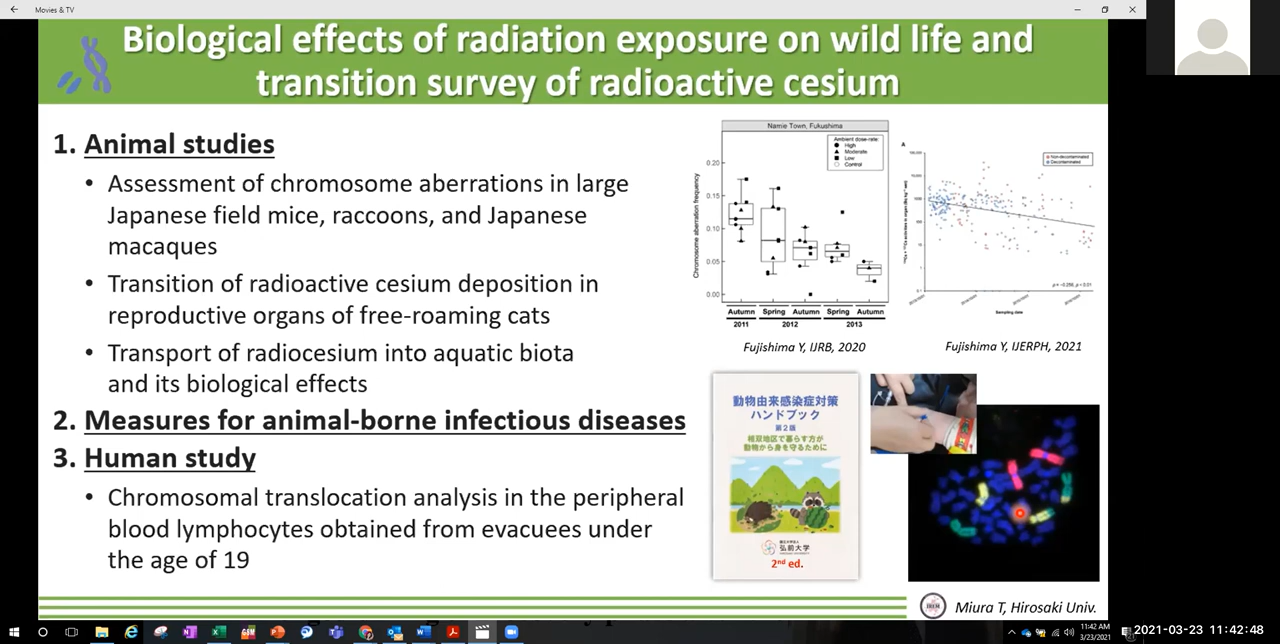 Movies & TV
Biological effects of radiation exposure on wild life and
transition survey of radioactive cesium
1. Animal studies
• Assessment of chromosome aberrations in large
Japanese field mice, raccoons, and Japanese
macaques
• Transition of radioactive cesium deposition in
reproductive organs of free-roaming cats
• Transport of radiocesium into aquatic biota
and its biological effects
2. Measures for animal-borne infectious diseases
3. Human study
• Chromosomal translocation analysis in the peripheral
blood lymphocytes obtained from evacuees under
the age of 19
Namie Town, Fukushima
Ambient dose-rate:
High
Moderate
Low
Control
Chromosome aberration frequency
0.20
0.15
0.10
0.05
0.00
Autumn Spring Autumn Spring Autumn
2011 2012 2013
Fujishima Y, IJRB, 2020
A
Non-decontaminated
Decontaminated
Sampling date
Fujishima Y, IJERPH, 2021
動物由来感染症対策
ハンドブック
第2版
相双地区で暮らす方が
動物から身を守るために
弘前大学
2nd ed.
Miura T, Hirosaki Univ.
11:42 AM
3/23/2021
2021-03-23 11:42:48